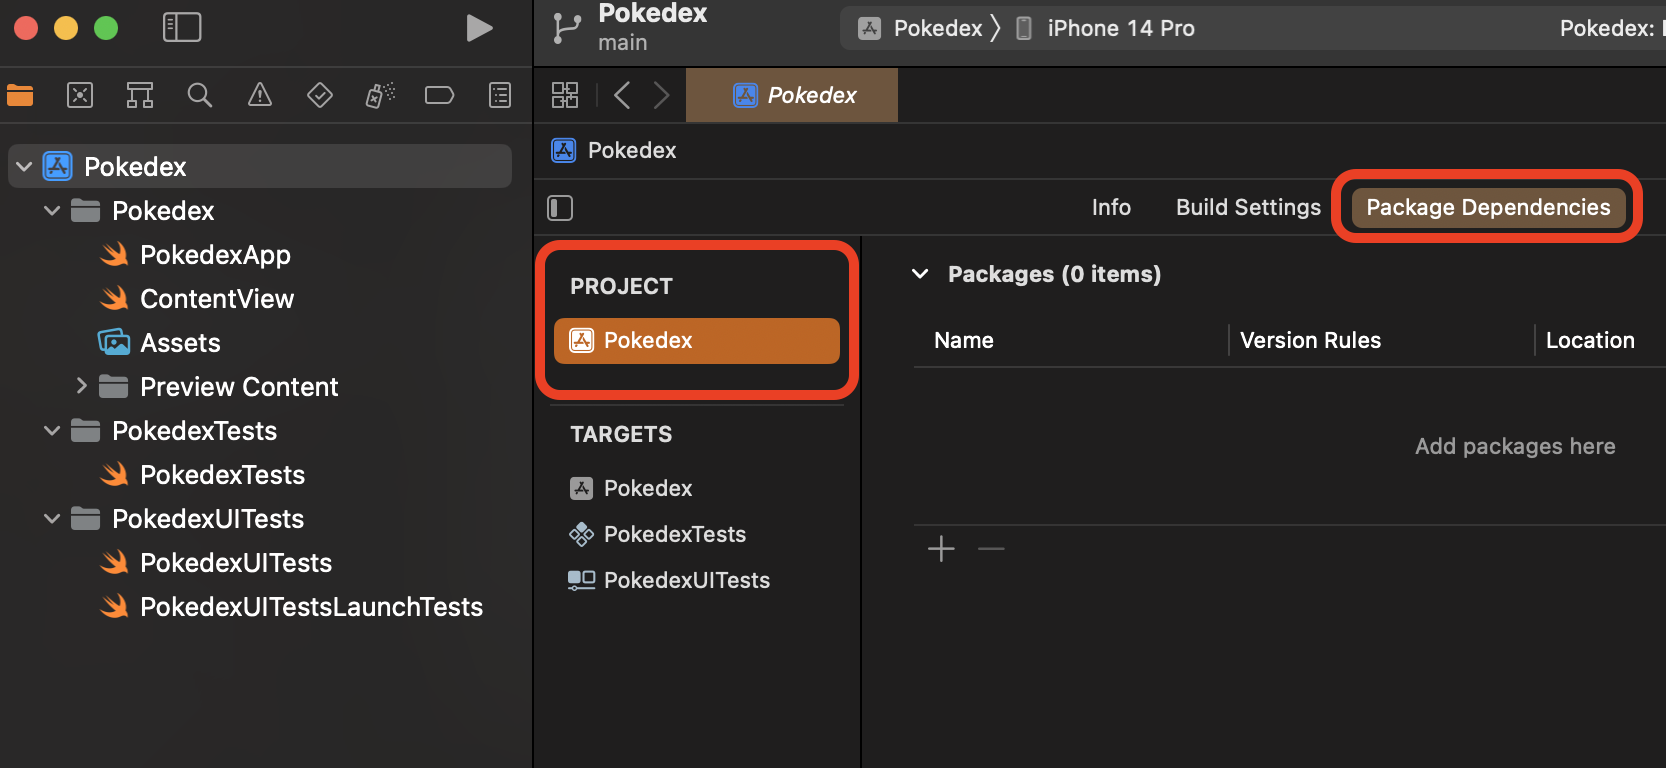 Pokedex
main
Pokedex
iPhone 14 Pro
Pokedex:
Pokedex
Pokedex
Pokedex
Pokedex
PokedexApp
ContentView
Assets
Preview Content
PokedexTests
PokedexTests
PokedexUITests
PokedexUITests
PokedexUITestsLaunchTests
Info
Build Settings
Package Dependencies
PROJECT
Pokedex
TARGETS
Pokedex
PokedexTests
PokedexUITests
Packages (0 items)
Name
Version Rules
Location
Add packages here